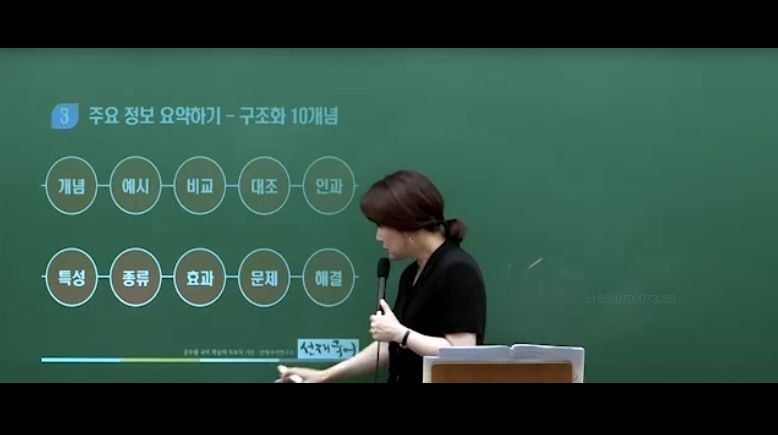 3 주요 정보 요약하기 - 구조화 10개념
개념 예시 비교 대조 인과
특성 종류 효과 문제 해결
선재국어
c16890700073059